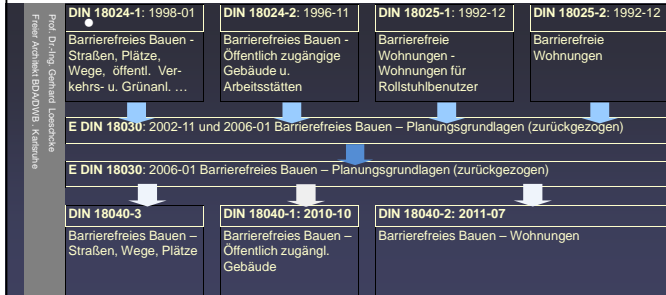 Prof. Dr.-Ing. Gerhard Loeschcke
Freier Architekt BDA/DWB . Karlsruhe
DIN 18024-1: 1998-01
Barrierefreies Bauen -
Straßen, Plätze,
Wege, öffentl. Ver-
kehrs- u. Grünanl. …
DIN 18024-2: 1996-11
Barrierefreies Bauen -
Öffentlich zugängige
Gebäude u.
Arbeitsstätten
DIN 18025-1: 1992-12
Barrierefreie
Wohnungen -
Wohnungen für
Rollstuhlbenutzer
DIN 18025-2: 1992-12
Barrierefreie
Wohnungen
E DIN 18030: 2002-11 und 2006-01 Barrierefreies Bauen – Planungsgrundlagen (zurückgezogen)
E DIN 18030: 2006-01 Barrierefreies Bauen – Planungsgrundlagen (zurückgezogen)
DIN 18040-3
Barrierefreies Bauen –
Straßen, Wege, Plätze
DIN 18040-1: 2010-10
Barrierefreies Bauen –
Öffentlich zugängl.
Gebäude
DIN 18040-2: 2011-07
Barrierefreies Bauen – Wohnungen